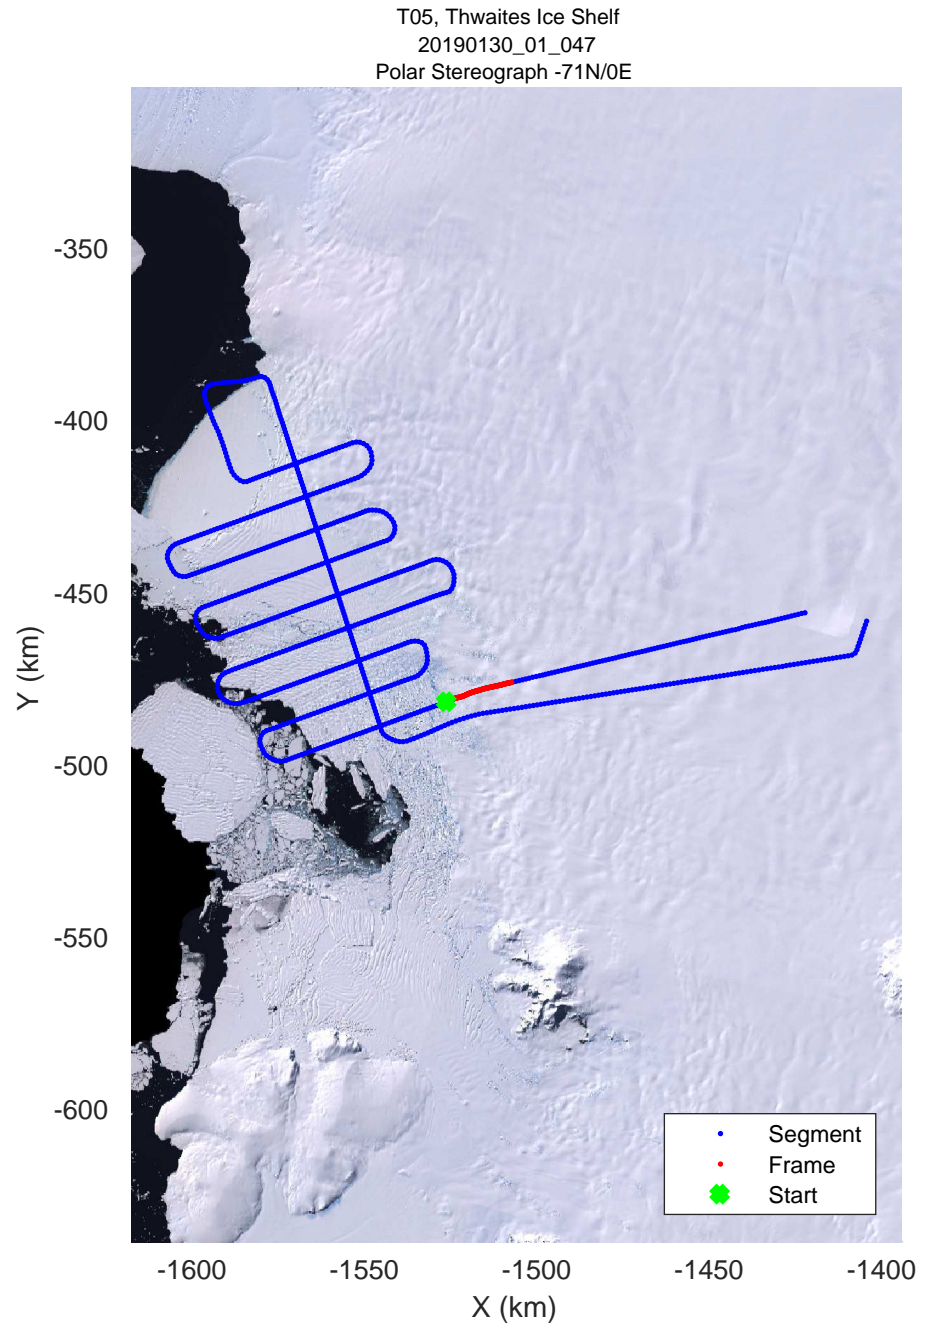 T05, Thwaites Ice Shelf
20190130_01_047
Polar Stereograph -71N/0E
-350
-400
-450
-500
-550
-600
Y (km)
Segment
Frame
Start
-1600
-1550
-1500
-1450
-1400
X (km)